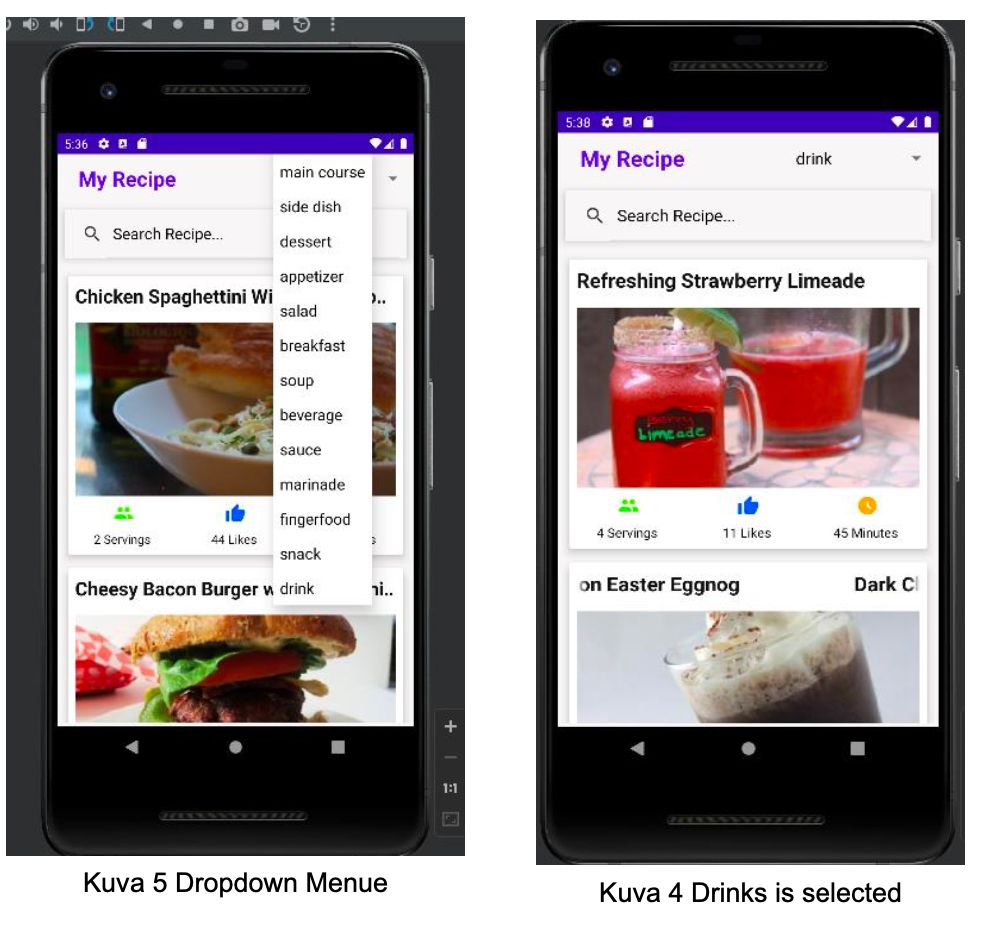 5:36
My Recipe
main course
side dish
Search Recipe...
dessert
appetizer
Chicken Spaghettini Wi
salad
breakfast
soup
beverage
sauce
marinade
fingerfood
snack
drink
2 Servings
44 Likes
Cheesy Bacon Burger w
1:1
Kuva 5 Dropdown Menue
5:38
My Recipe
drink
Search Recipe...
Refreshing Strawberry Limeade
Berry
Limeade
4 Servings
11 Likes
45 Minutes
on Easter Eggnog
Dark C
Kuva 4 Drinks is selected